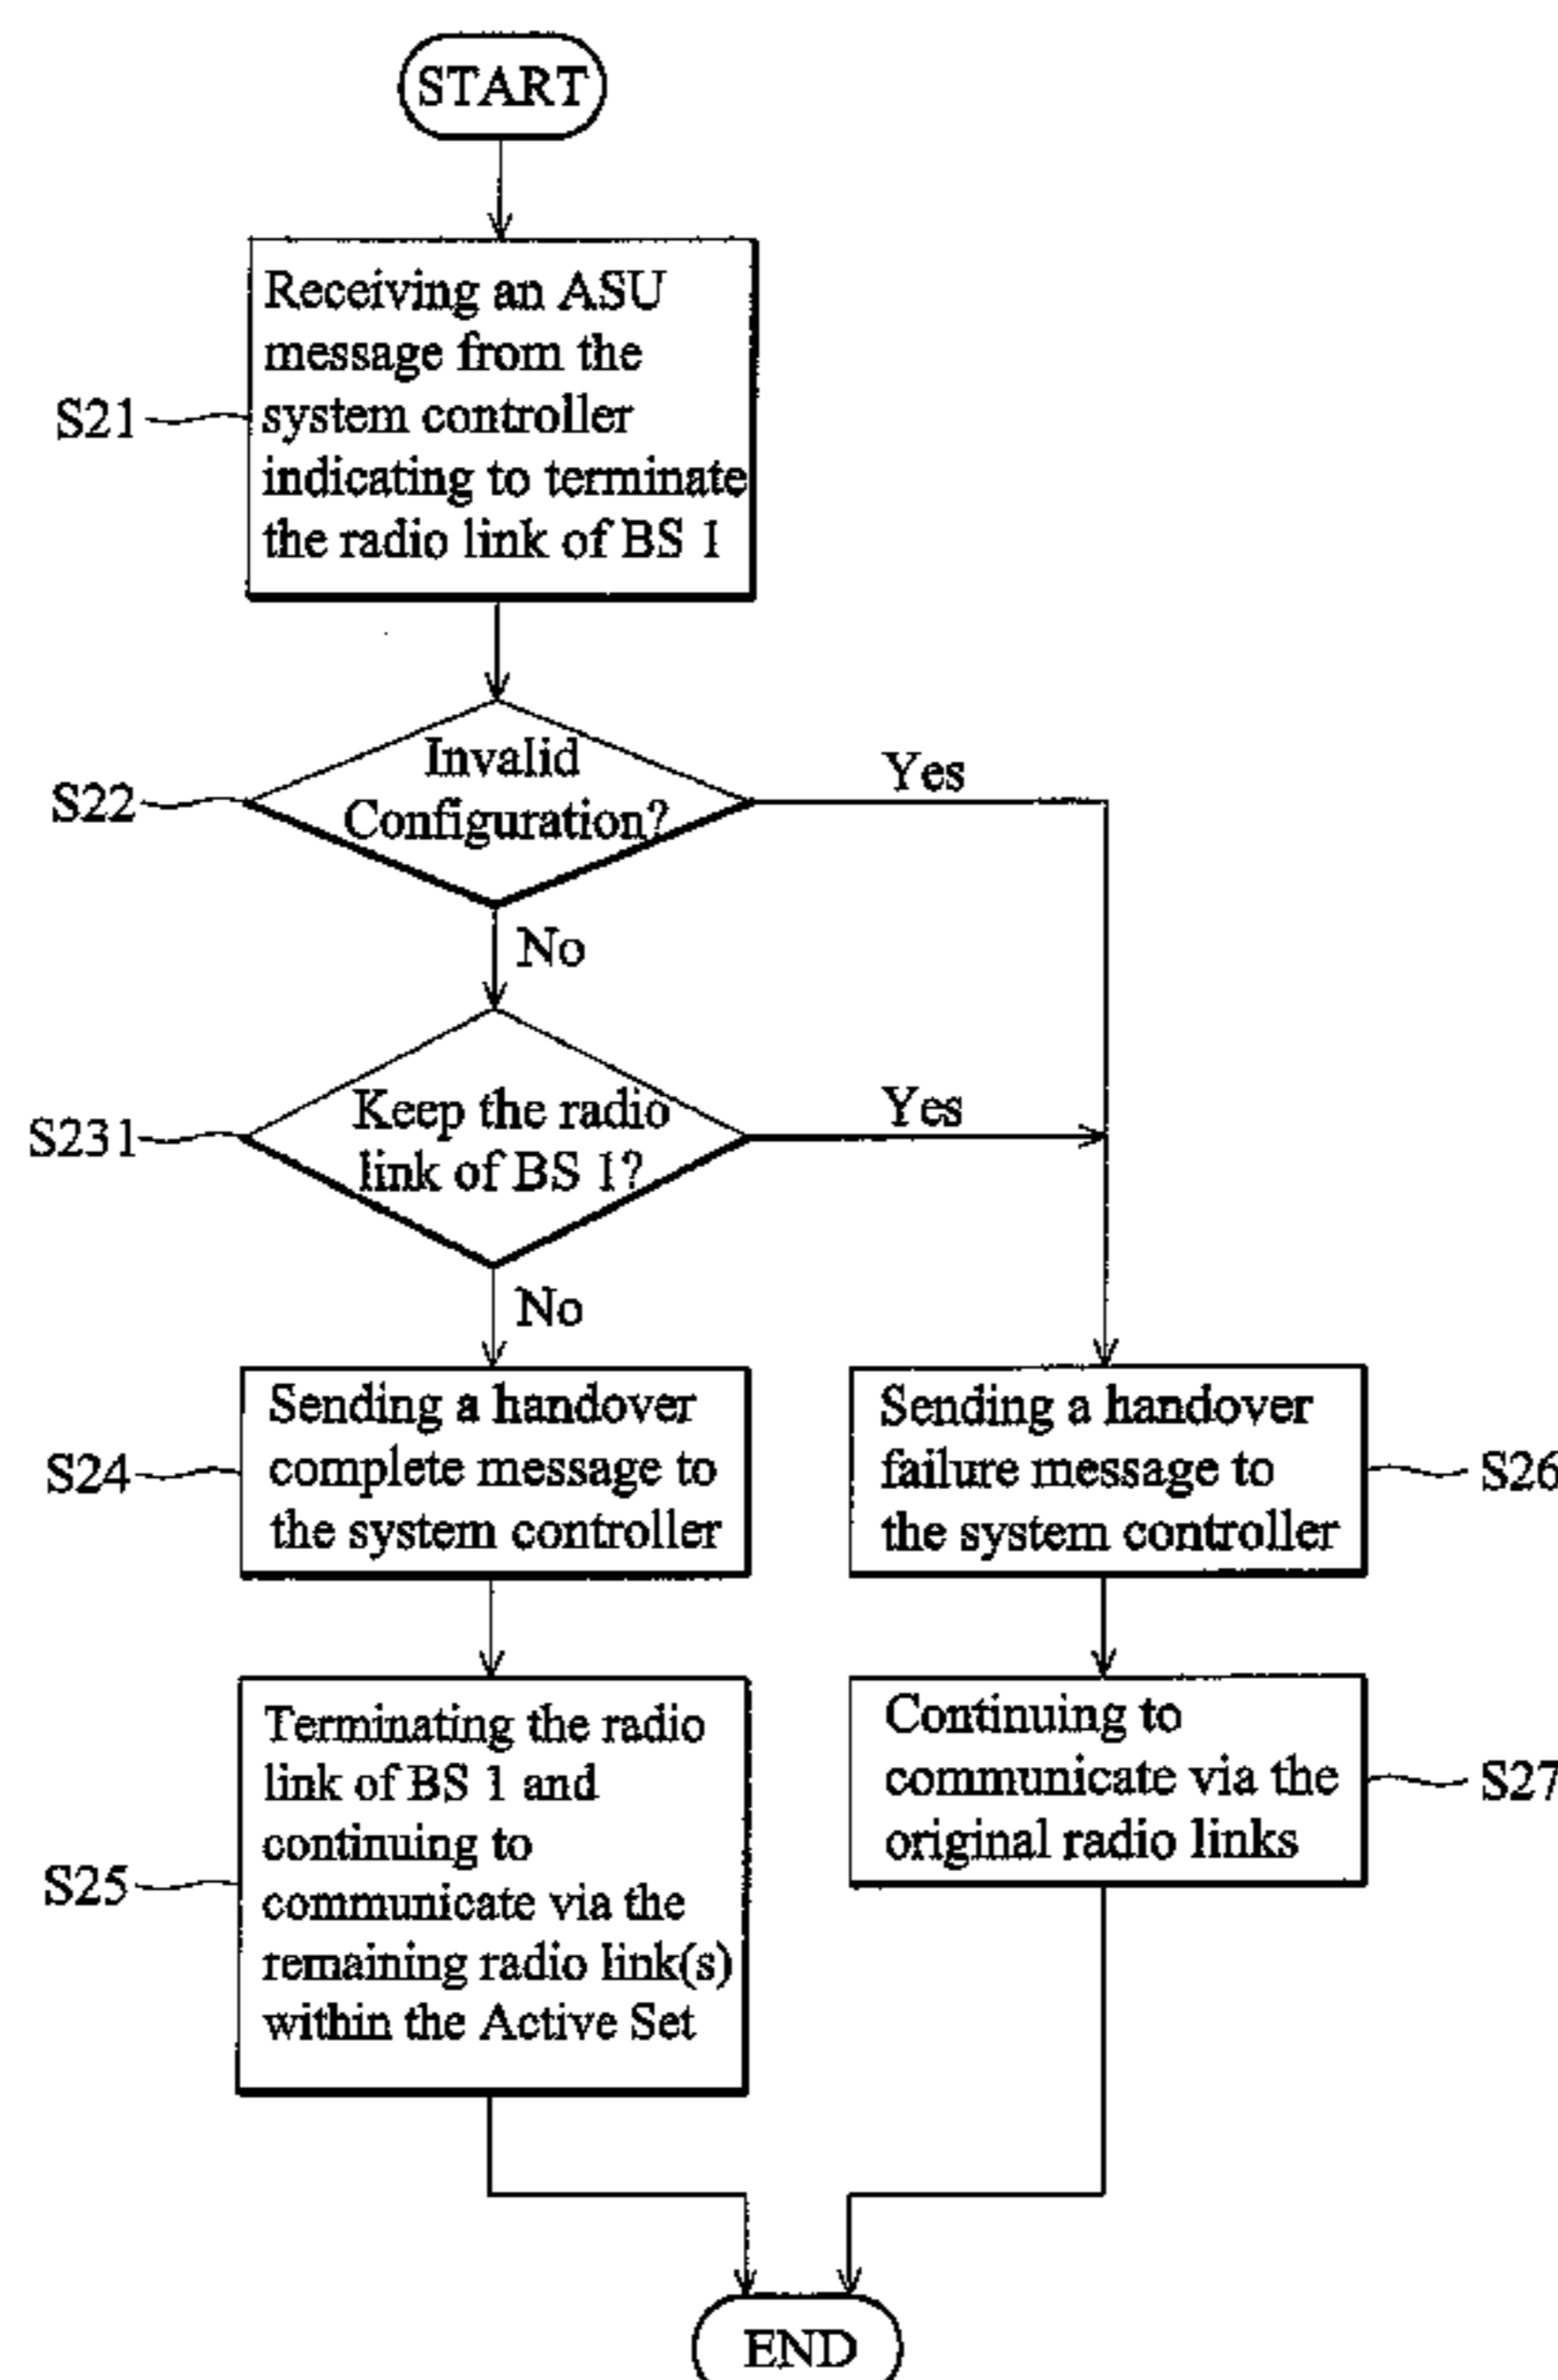 START
S21
Receiving an ASU
message from the
system controller
indicating to terminate
the radio link of BS 1
S22
Invalid
Configuration?
Yes
No
S231
Keep the radio
link of BS 1?
Yes
No
S24
Sending a handover
complete message to
the system controller
Sending a handover
failure message to
the system controller
S26
S25
Terminating the radio
link of BS 1 and
continuing to
communicate via the
remaining radio link(s)
within the Active Set
Continuing to
communicate via the
original radio links
S27
END